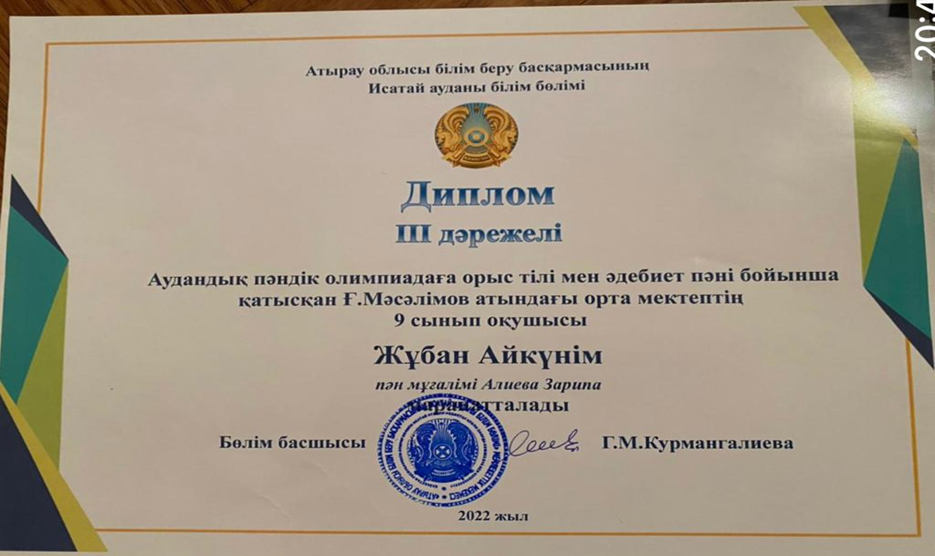 20:4
Атырау облысы білім беру басқармасының
Исатай ауданы білім бөлімі
Диплом
III дәрежелі
Аудандық пәндік олимпиадаға орыс тілі мен әдебиет пәні бойынша
қатысқан Ғ.Мәсәлімов атындағы орта мектептің
9 сынып оқушысы
Жұбан Айкүнім
пән мұғалімі Алиева Зарипа
Марапатталады
Бөлім басшысы Г.М.Курмангалиева
2022 жыл